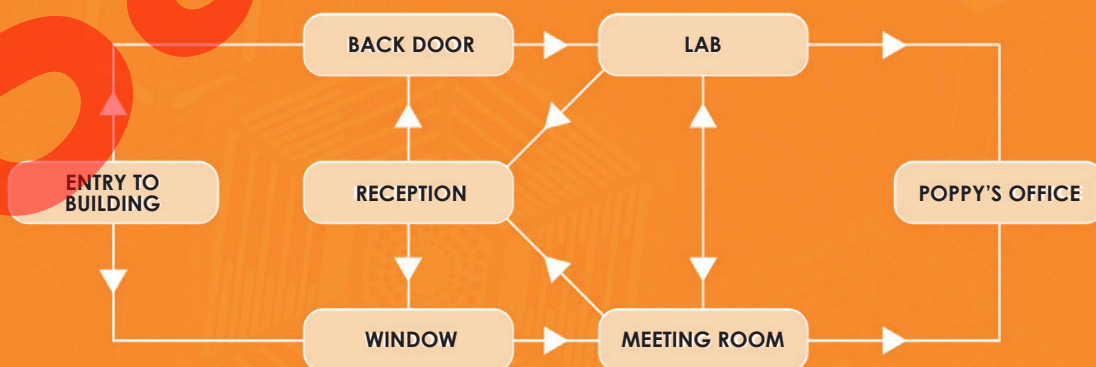 BACK DOOR
LAB
ENTRY TO
BUILDING
RECEPTION
POPPY'S OFFICE
WINDOW
MEETING ROOM